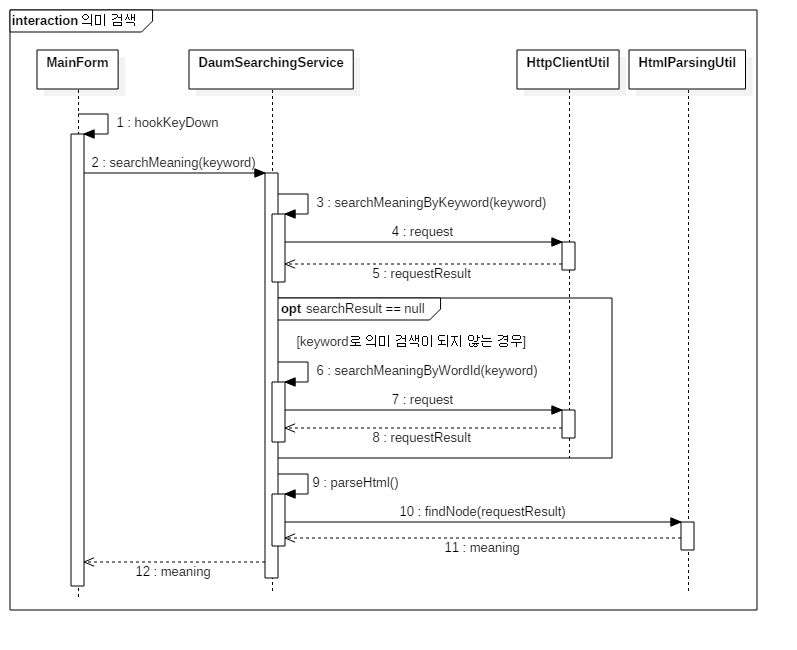 interaction 의미 검색
MainForm
DaumSearchingService
HttpClientUtil
HtmlParsingUtil
1 : hookKeyDown
2 : searchMeaning(keyword)
3 : searchMeaningByKeyword(keyword)
4 : request
5 : requestResult
opt searchResult == null
[keyword로 의미 검색이 되지 않는 경우]
6 : searchMeaningByWordId(keyword)
7 : request
8 : requestResult
9 : parseHtml()
10 : findNode(requestResult)
11 : meaning
12 : meaning